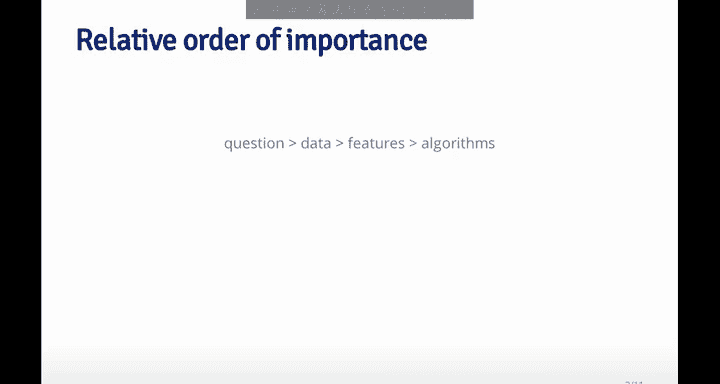 Relative order of importance
question > data > features > algorithms